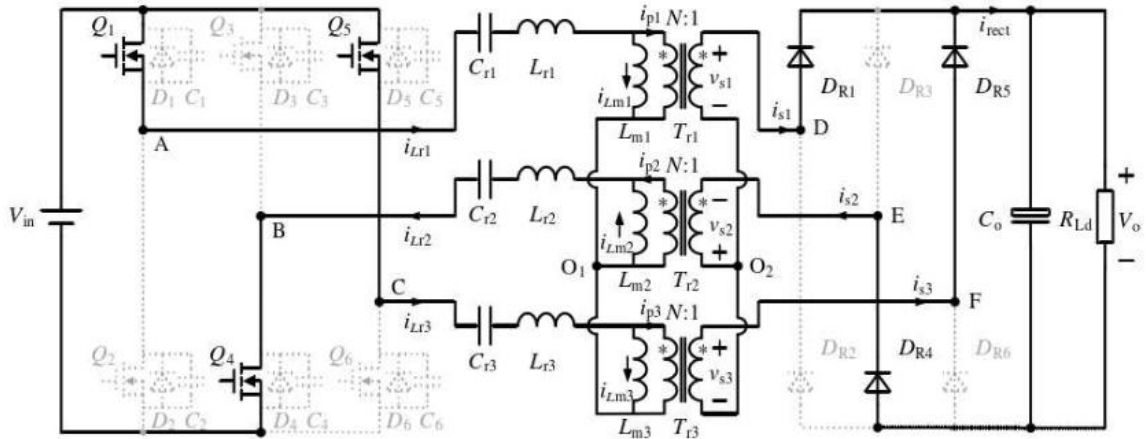 Q1 Q3 Q5
D1 C1 D3 C3 D5 C5
A
iLr1
Cr1 Lr1
ip1 N:1
* *
iLm1
+
vs1
−
Lm1 Tr1
is1
D
DR1 DR3 DR5
irect
Vin
B
iLr2
Cr2 Lr2
ip2 N:1
* *
iLm2
−
vs2
+
O1 Lm2 Tr2 O2
is2
E
Co RLd
+
Vo
−
C
iLr3
Cr3 Lr3
ip3 N:1
* *
iLm3
+
vs3
−
Lm3 Tr3
is3
F
Q2 Q4 Q6
D2 C2 D4 C4 D6 C6
DR2 DR4 DR6